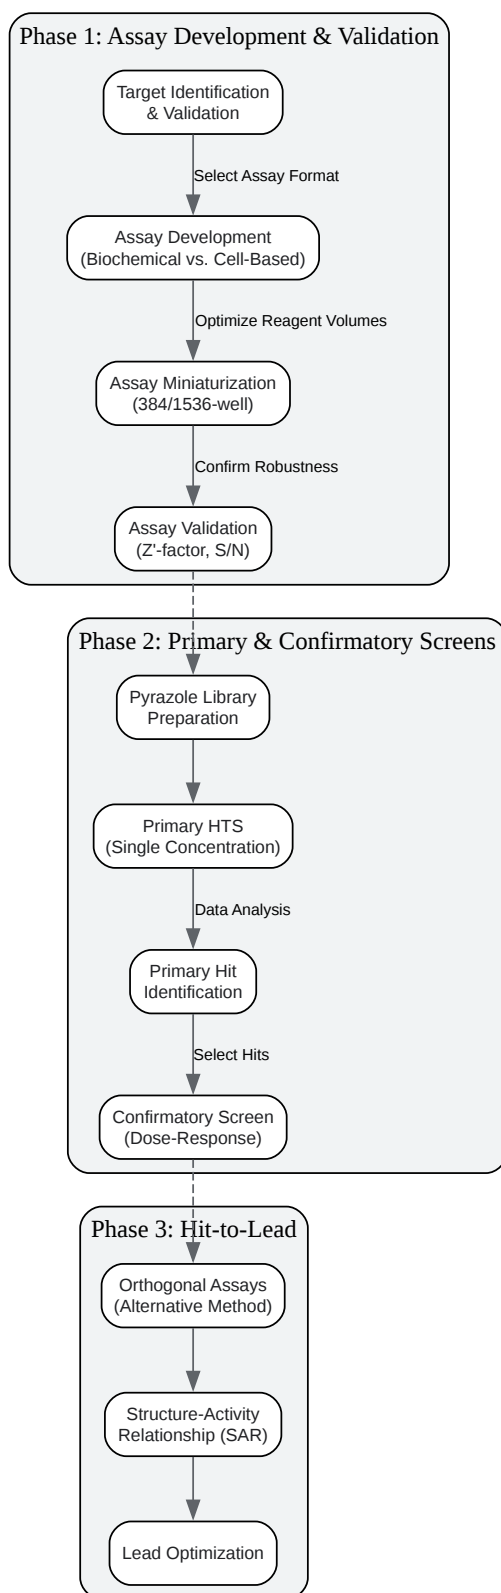 Phase 1: Assay Development & Validation
Target Identification
& Validation
Select Assay Format
Assay Development
(Biochemical vs. Cell-Based)
Optimize Reagent Volumes
Assay Miniaturization
(384/1536-well)
Confirm Robustness
Assay Validation
(Z'-factor, S/N)
Phase 2: Primary & Confirmatory Screens
Pyrazole Library
Preparation
Primary HTS
(Single Concentration)
Data Analysis
Primary Hit
Identification
Select Hits
Confirmatory Screen
(Dose-Response)
Phase 3: Hit-to-Lead
Orthogonal Assays
(Alternative Method)
Structure-Activity
Relationship (SAR)
Lead Optimization